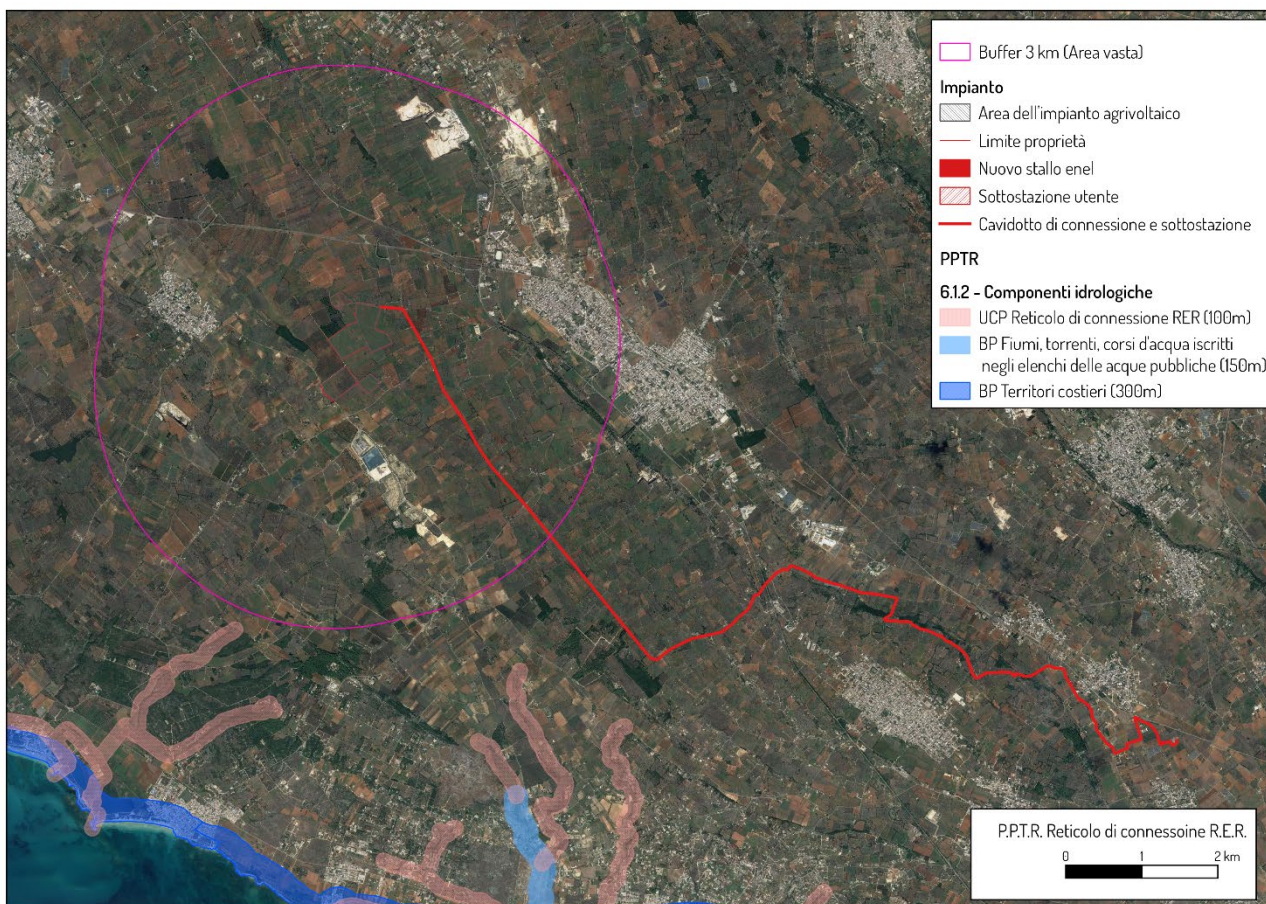 Buffer 3 km (Area vasta)
Impianto
Area dell'impianto agrivoltaico
Limite proprietà
Nuovo stallo enel
Sottostazione utente
Cavidotto di connessione e sottostazione
PPTR
6.1.2 - Componenti idrologiche
UCP Reticolo di connessione RER (100m)
BP Fiumi, torrenti, corsi d'acqua iscritti
negli elenchi delle acque pubbliche (150m)
BP Territori costieri (300m)
P.P.T.R. Reticolo di connessoine R.E.R.
0 1 2 km